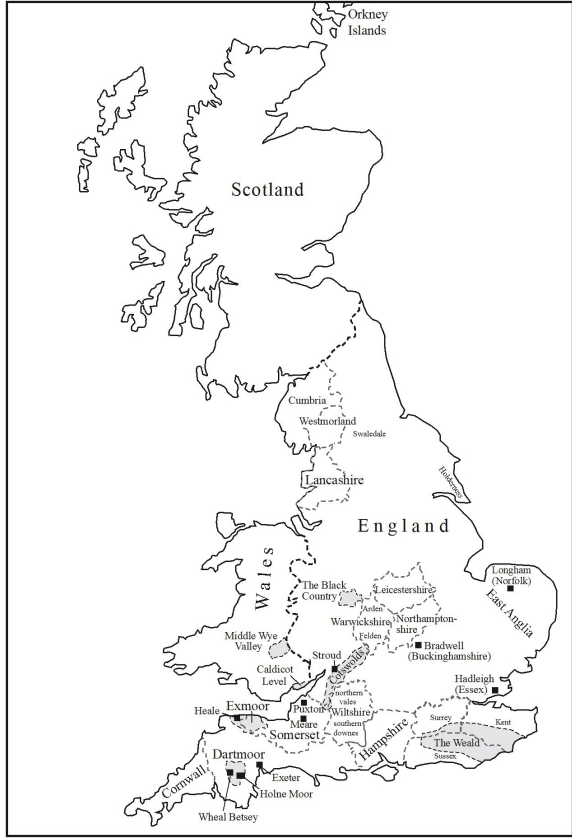 Orkney
Islands
Scotland
Cumbria
Westmorland
Swaledale
Lancashire
Holderness
England
Wales
The Black
Country
Leicestershire
Arden
Warwickshire
Northampton-
shire
Felden
Longham
(Norfolk)
East Anglia
Middle Wye
Valley
Stroud
Cotswolds
Bradwell
(Buckinghamshire)
Caldicot
Level
Hadleigh
(Essex)
northern
vales
Puxton
Wiltshire
Heale
Exmoor
Meare
southern
downes
Somerset
Hampshire
Surrey
Kent
The Weald
Sussex
Dartmoor
Cornwall
Exeter
Holne Moor
Wheal Betsey